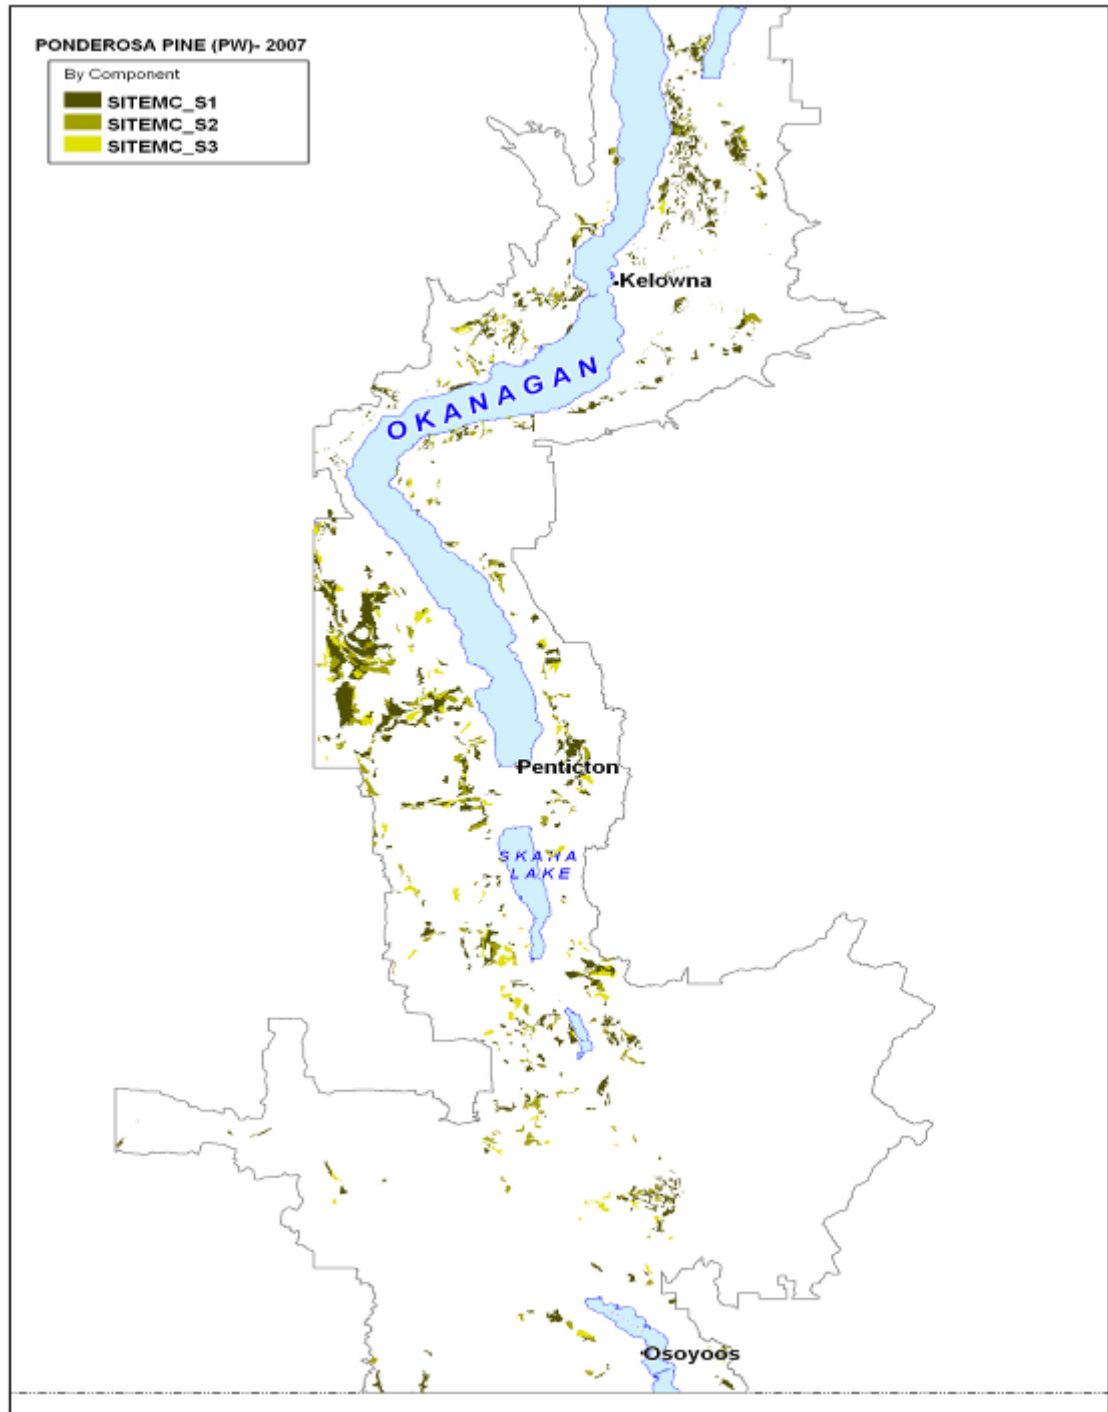 PONDEROSA PINE (PW)- 2007
By Component
SITEMC_S1
SITEMC_S2
SITEMC_S3
Kelowna
OKANAGAN
Penticton
SKAHA
LAKE
Osoyoos